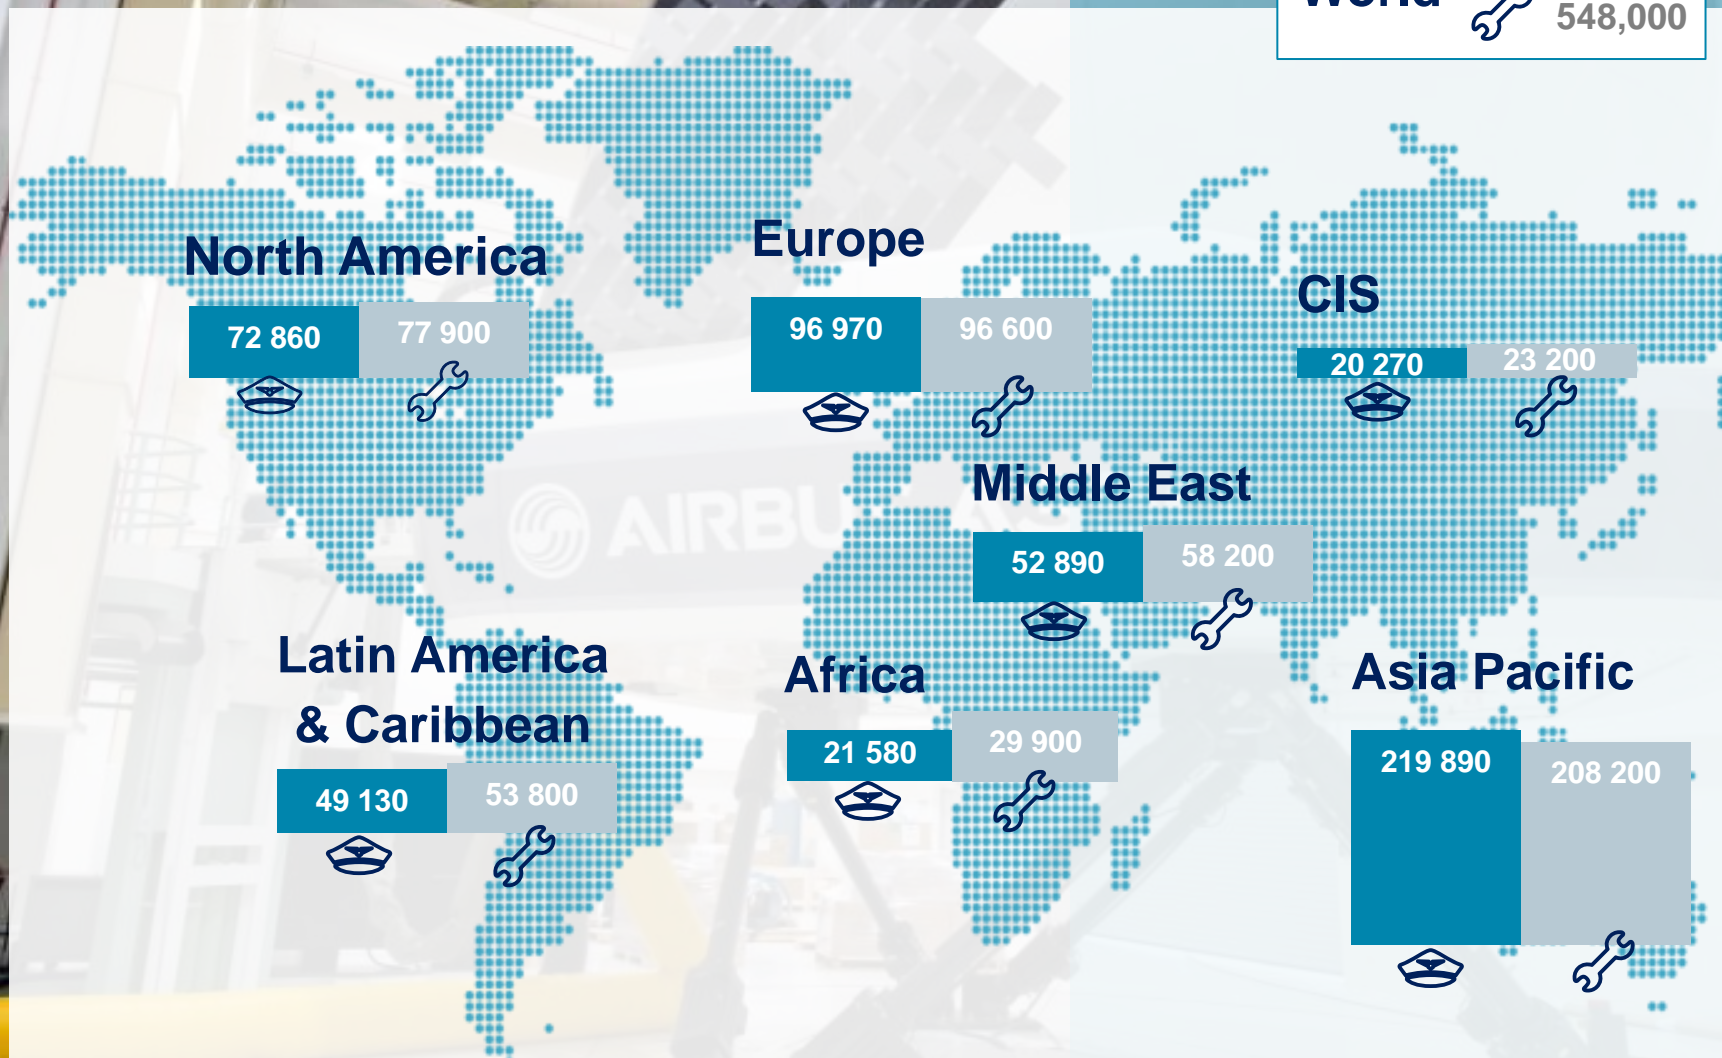 World
548,000
North America
72 860
77 900
Europe
96 970
96 600
CIS
20 270
23 200
Middle East
52 890
58 200
Latin America
& Caribbean
49 130
53 800
Africa
21 580
29 900
Asia Pacific
219 890
208 200